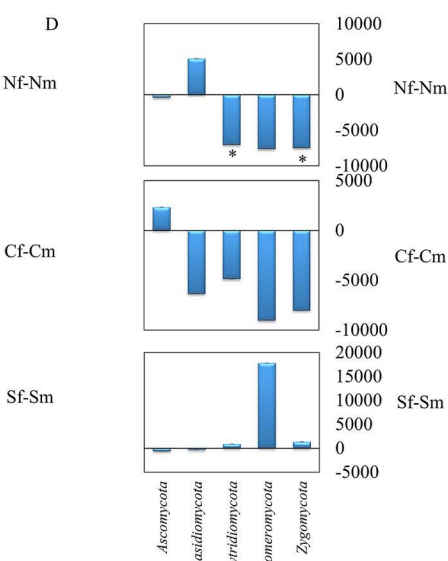 D
10000
5000
Nf-Nm
0
Nf-Nm
-5000
* *
-10000
5000
0
Cf-Cm
Cf-Cm
-5000
-10000
20000
15000
10000
Sf-Sm
Sf-Sm
5000
0
-5000
Ascomycota
asidiomycota
ytridiomycota
omeromycota
Zygomycota